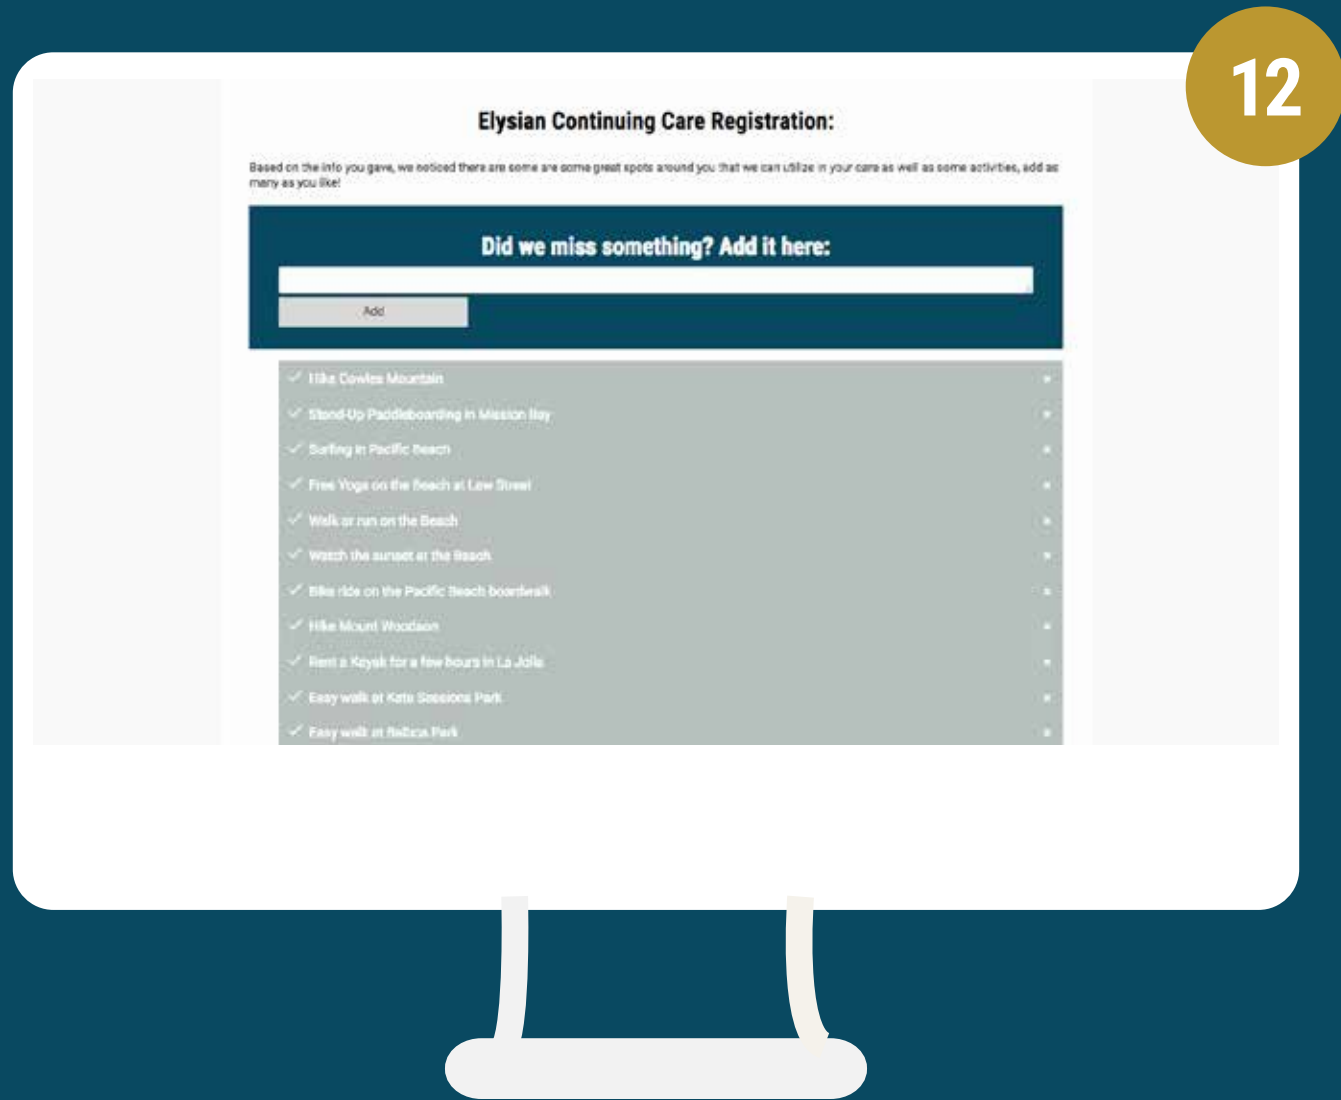 12
Elysian Continuing Care Registration:
Based on the info you gave, we noticed there are some are some great spots around you that we can utilize in your care as well as some activities, add as
many as you like!
Did we miss something? Add it here:
Add
Hike Cowles Mountain
Stand-Up Paddleboarding in Mission Bay
Surfing in Pacific Beach
Free Yoga on the Beach at Law Street
Walk or run on the Beach
Watch the sunset at the Beach
Bike ride on the Pacific Beach boardwalk
Hike Mount Woodson
Rent a Kayak for a few hours in La Jolla
Easy walk at Kate Sessions Park
Easy walk at Balboa Park